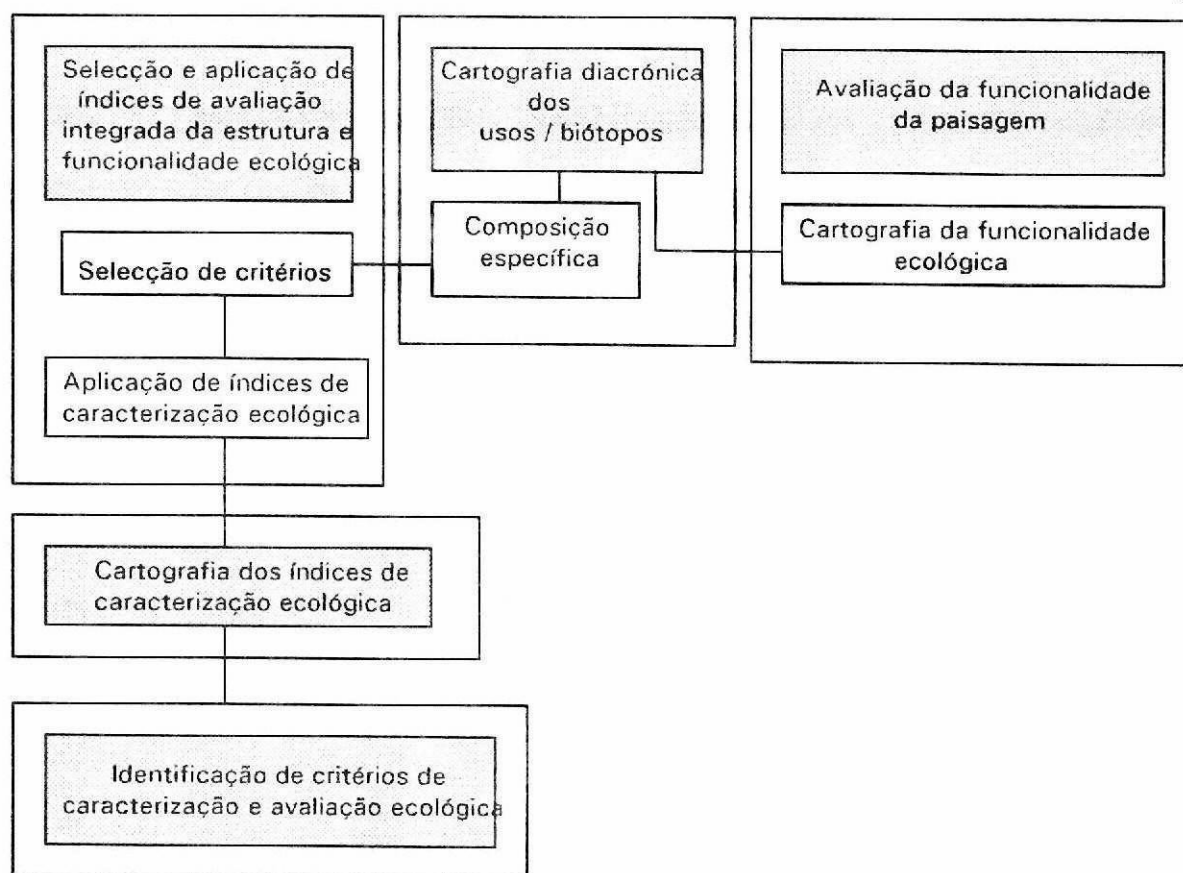 Selecção e aplicação de
índices de avaliação
integrada da estrutura e
funcionalidade ecológica
Selecção de critérios
Aplicação de índices de
caracterização ecológica
Cartografia diacrónica
dos
usos / biótopos
Composição
específica
Avaliação da funcionalidade
da paisagem
Cartografia da funcionalidade
ecológica
Cartografia dos índices de
caracterização ecológica
Identificação de critérios de
caracterização e avaliação ecológica